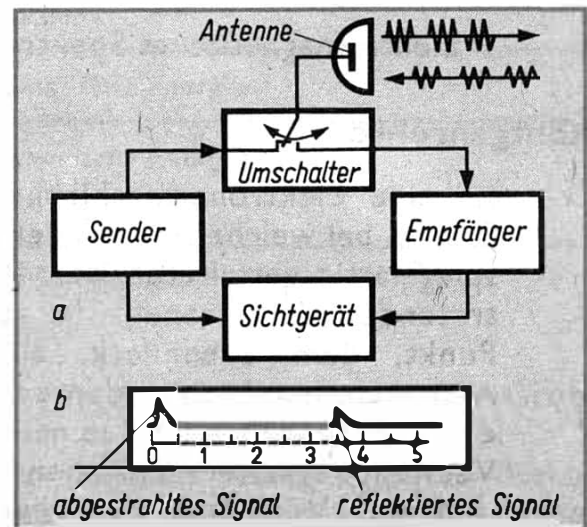 Antenne
Umschalter
Sender
Empfänger
a
Sichtgerät
b
0 1 2 3 4 5
abgestrahltes Signal reflektiertes Signal